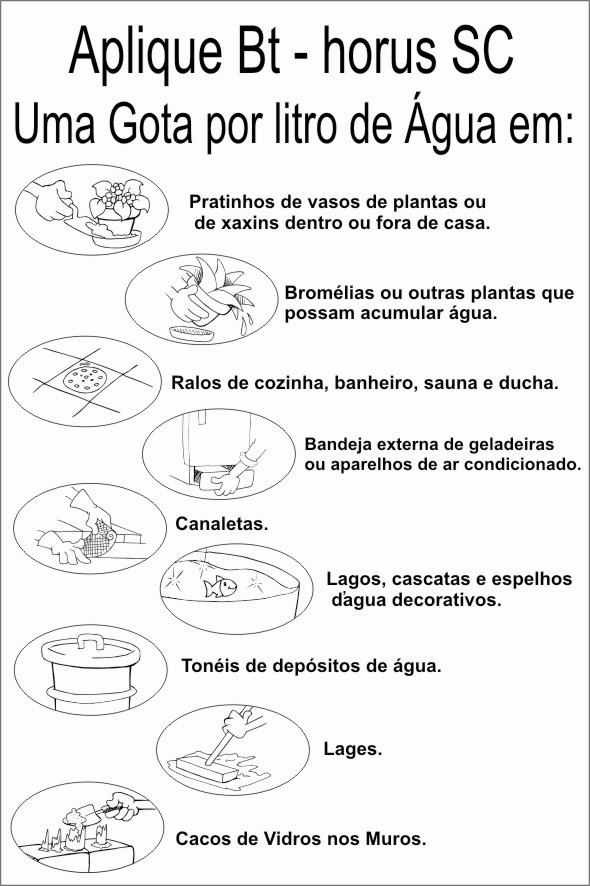 Aplique Bt - horus SC
Uma Gota por litro de Água em:
Pratinhos de vasos de plantas ou
de xaxins dentro ou fora de casa.
Bromélias ou outras plantas que
possam acumular água.
Ralos de cozinha, banheiro, sauna e ducha.
Bandeja externa de geladeiras
ou aparelhos de ar condicionado.
Canaletas.
Lagos, cascatas e espelhos
d'agua decorativos.
Tonéis de depósitos de água.
Lages.
Cacos de Vidros nos Muros.